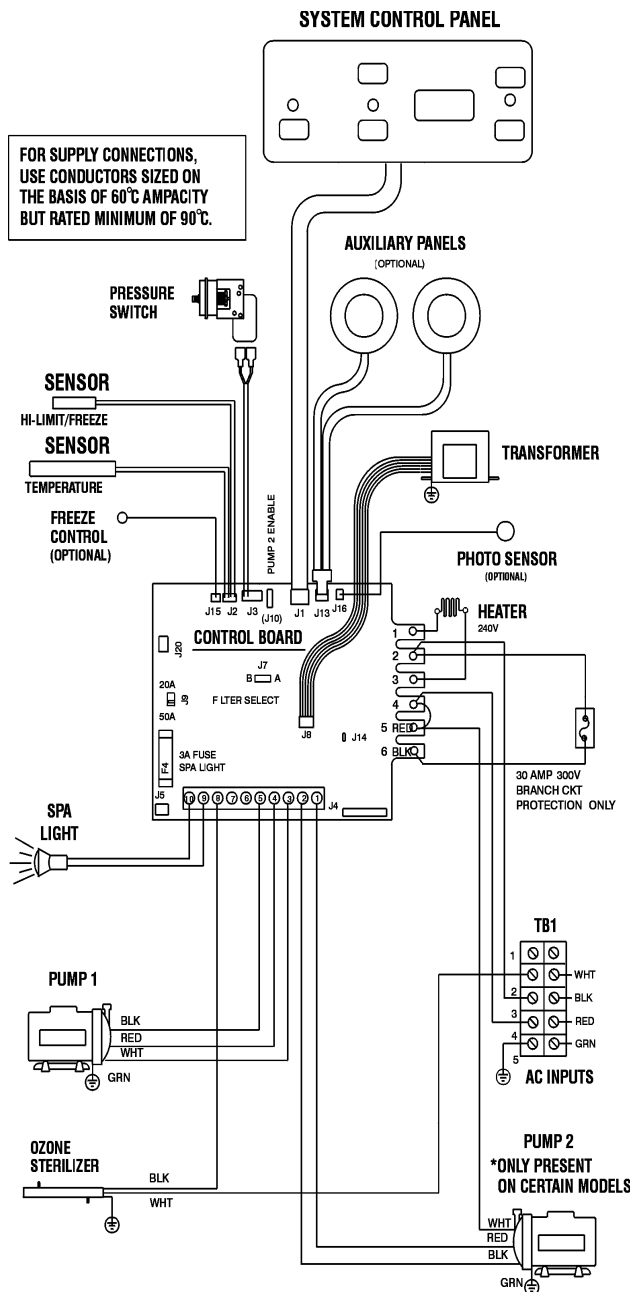 SYSTEM CONTROL PANEL
FOR SUPPLY CONNECTIONS,
USE CONDUCTORS SIZED ON
THE BASIS OF 60°C AMPACITY
BUT RATED MINIMUM OF 90°C.
AUXILIARY PANELS
(OPTIONAL)
PRESSURE
SWITCH
SENSOR
HI-LIMIT/FREEZE
SENSOR
TEMPERATURE
TRANSFORMER
FREEZE
CONTROL
(OPTIONAL)
PUMP 2 ENABLE
PHOTO SENSOR
(OPTIONAL)
J15
J2
J3
(J10)
J1
J13
J16
HEATER
240V
CONTROL BOARD
J20
J7
B
A
F LTER SELECT
20A
J9
50A
J8
J14
1
2
3
4
5 RED
6 BLK
3A FUSE
SPA LIGHT
F4
J5
J4
10 9 8 7 6 5 4 3 2 1
30 AMP 300V
BRANCH CKT
PROTECTION ONLY
SPA
LIGHT
TB1
1
WHT
2
BLK
3
RED
4
GRN
5
AC INPUTS
PUMP 1
BLK
RED
WHT
GRN
OZONE
STERILIZER
BLK
WHT
PUMP 2
*ONLY PRESENT
ON CERTAIN MODELS
WHT
RED
BLK
GRN